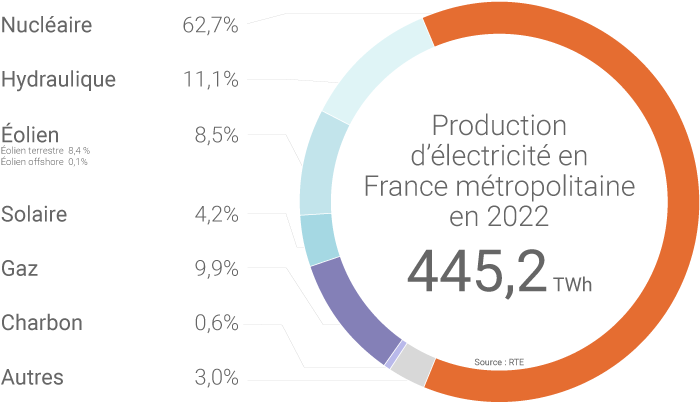 Nucléaire 62,7%
Hydraulique 11,1%
Éolien 8,5%
Éolien terrestre 8,4 %
Éolien offshore 0,1%
Solaire 4,2%
Gaz 9,9%
Charbon 0,6%
Autres 3,0%
Production
d’électricité en
France métropolitaine
en 2022
445,2 TWh
Source : RTE